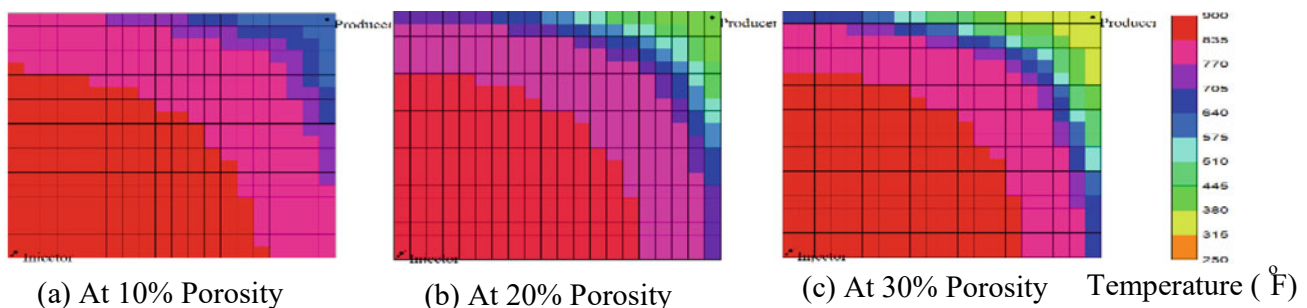 Producer
Producer
Producer
Injector
Injector
Injector
900
835
770
705
640
575
510
445
380
315
250
(a) At 10% Porosity
(b) At 20% Porosity
(c) At 30% Porosity
Temperature ( °F)